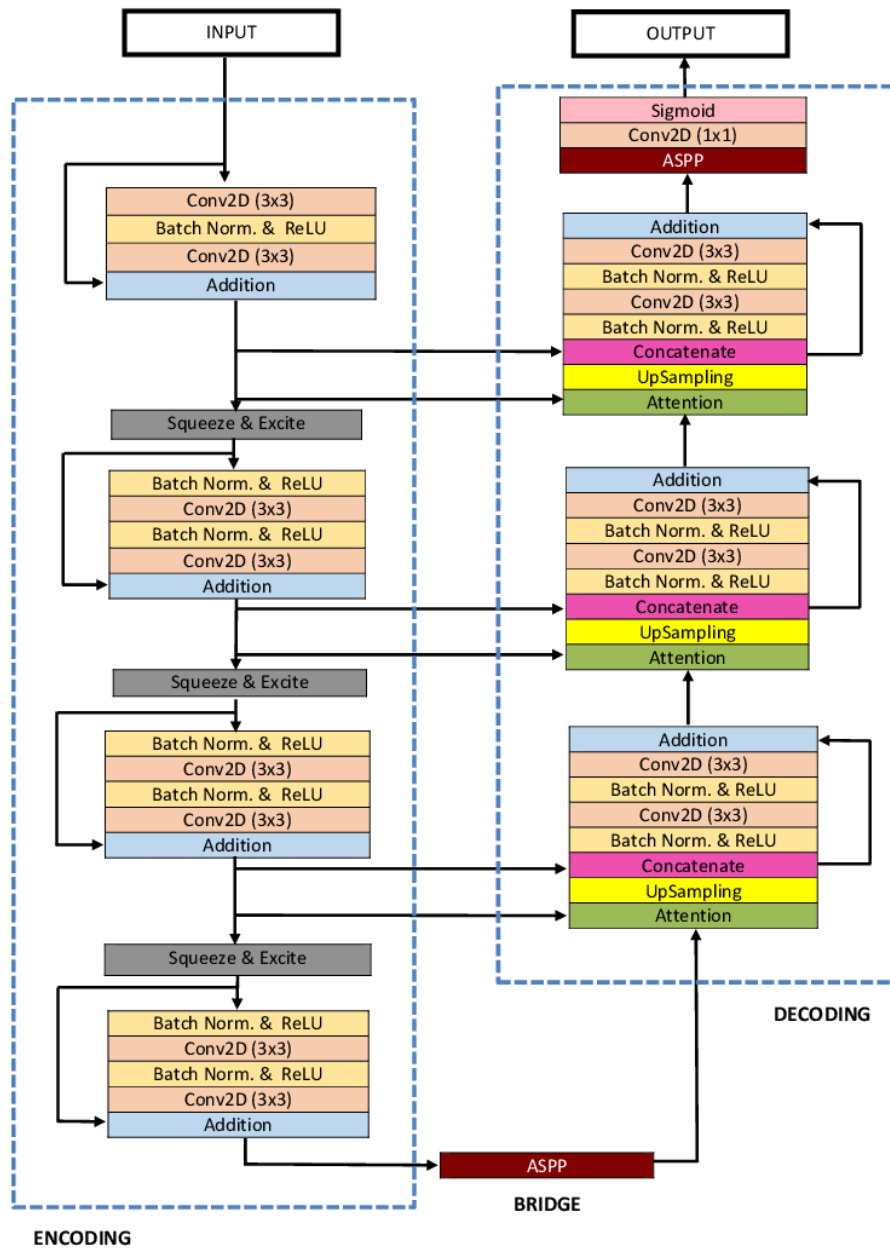 INPUT
Conv2D (3x3)
Batch Norm. & ReLU
Conv2D (3x3)
Addition
Squeeze & Excite
Batch Norm. & ReLU
Conv2D (3x3)
Batch Norm. & ReLU
Conv2D (3x3)
Addition
Squeeze & Excite
Batch Norm. & ReLU
Conv2D (3x3)
Batch Norm. & ReLU
Conv2D (3x3)
Addition
Squeeze & Excite
Batch Norm. & ReLU
Conv2D (3x3)
Batch Norm. & ReLU
Conv2D (3x3)
Addition
ENCODING
ASPP
BRIDGE
OUTPUT
Sigmoid
Conv2D (1x1)
ASPP
Addition
Conv2D (3x3)
Batch Norm. & ReLU
Conv2D (3x3)
Batch Norm. & ReLU
Concatenate
UpSampling
Attention
Addition
Conv2D (3x3)
Batch Norm. & ReLU
Conv2D (3x3)
Batch Norm. & ReLU
Concatenate
UpSampling
Attention
Addition
Conv2D (3x3)
Batch Norm. & ReLU
Conv2D (3x3)
Batch Norm. & ReLU
Concatenate
UpSampling
Attention
DECODING